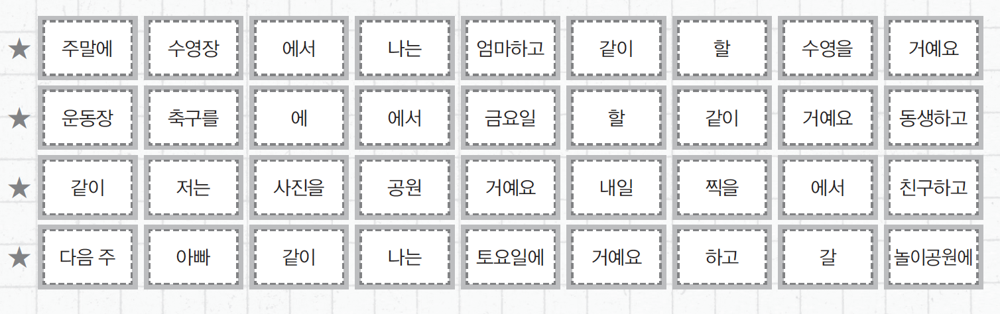 ★ 주말에 수영장 에서 나는 엄마하고 같이 할 수영을 거예요
★ 운동장 축구를 에 에서 금요일 할 같이 거예요 동생하고
★ 같이 저는 사진을 공원 거예요 내일 찍을 에서 친구하고
★ 다음 주 아빠 같이 나는 토요일에 거예요 하고 갈 놀이공원에